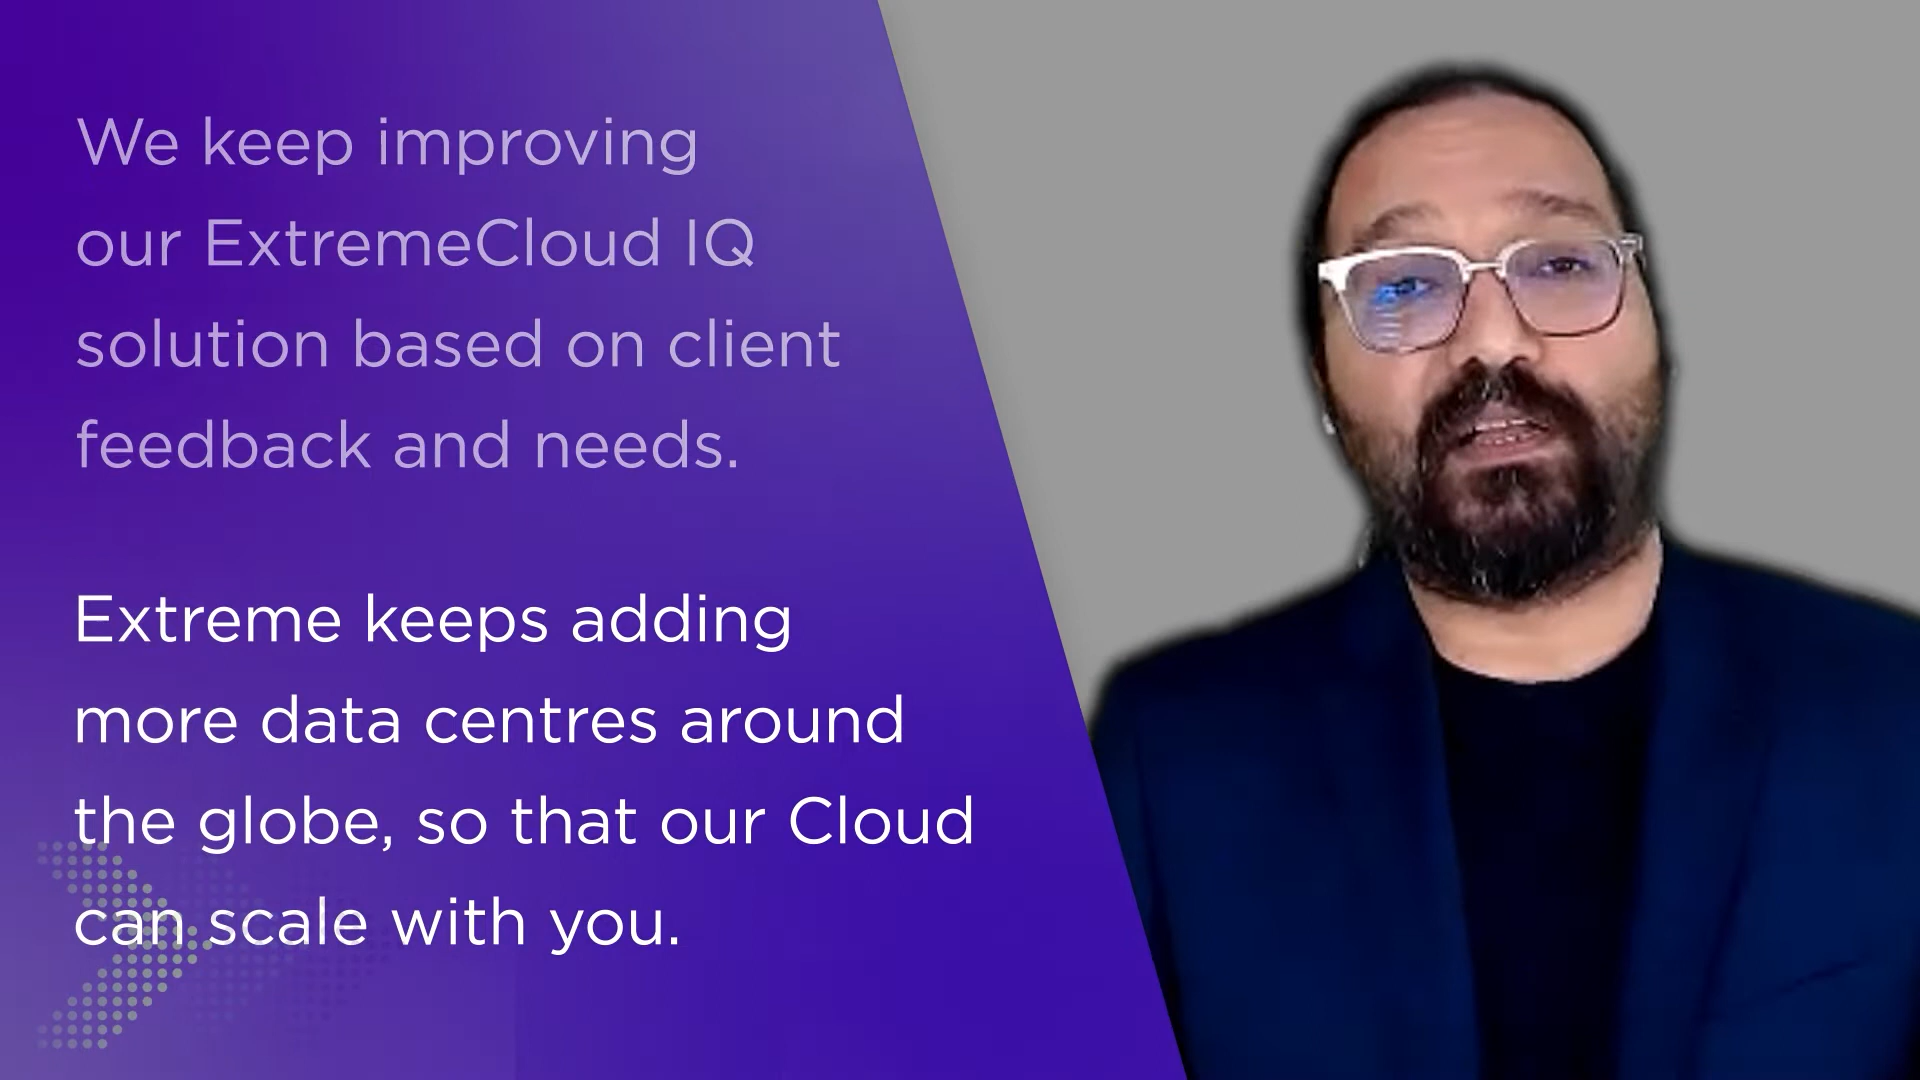 We keep improving
our ExtremeCloud IQ
solution based on client
feedback and needs.
Extreme keeps adding
more data centres around
the globe, so that our Cloud
can scale with you.